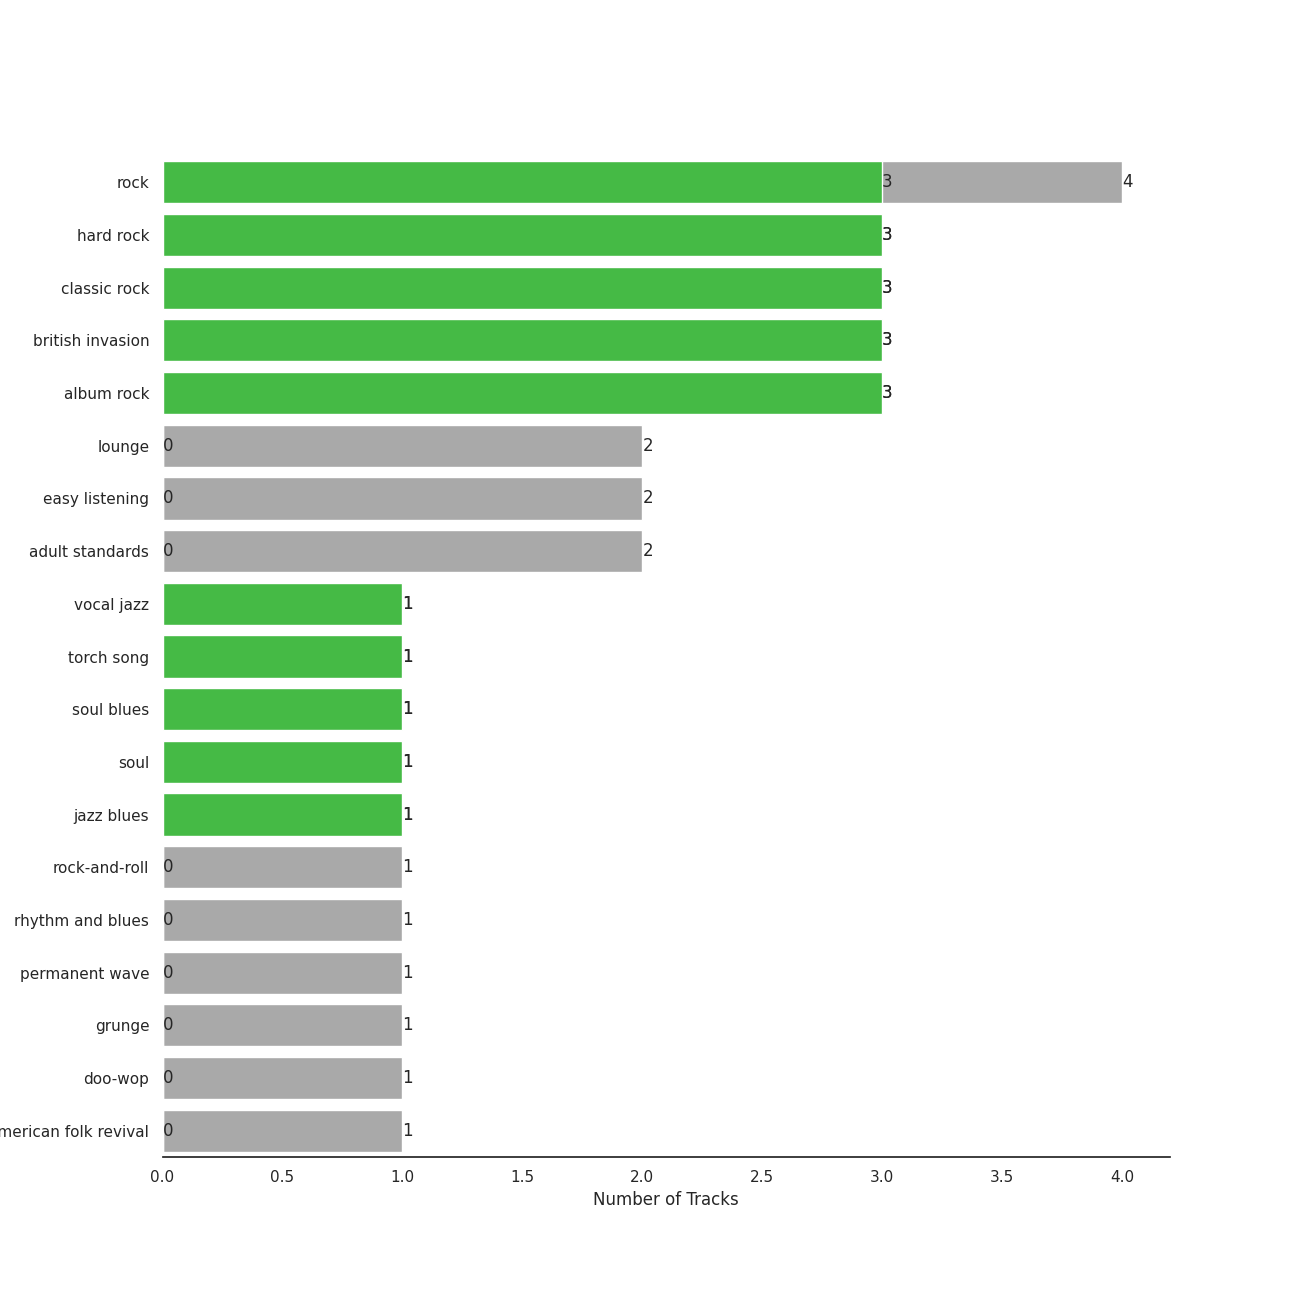 rock 3 4
hard rock 3
classic rock 3
british invasion 3
album rock 3
lounge 0 2
easy listening 0 2
adult standards 0 2
vocal jazz 1
torch song 1
soul blues 1
soul 1
jazz blues 1
rock-and-roll 0 1
rhythm and blues 0 1
permanent wave 0 1
grunge 0 1
doo-wop 0 1
merican folk revival 0 1
0.0 0.5 1.0 1.5 2.0 2.5 3.0 3.5 4.0
Number of Tracks